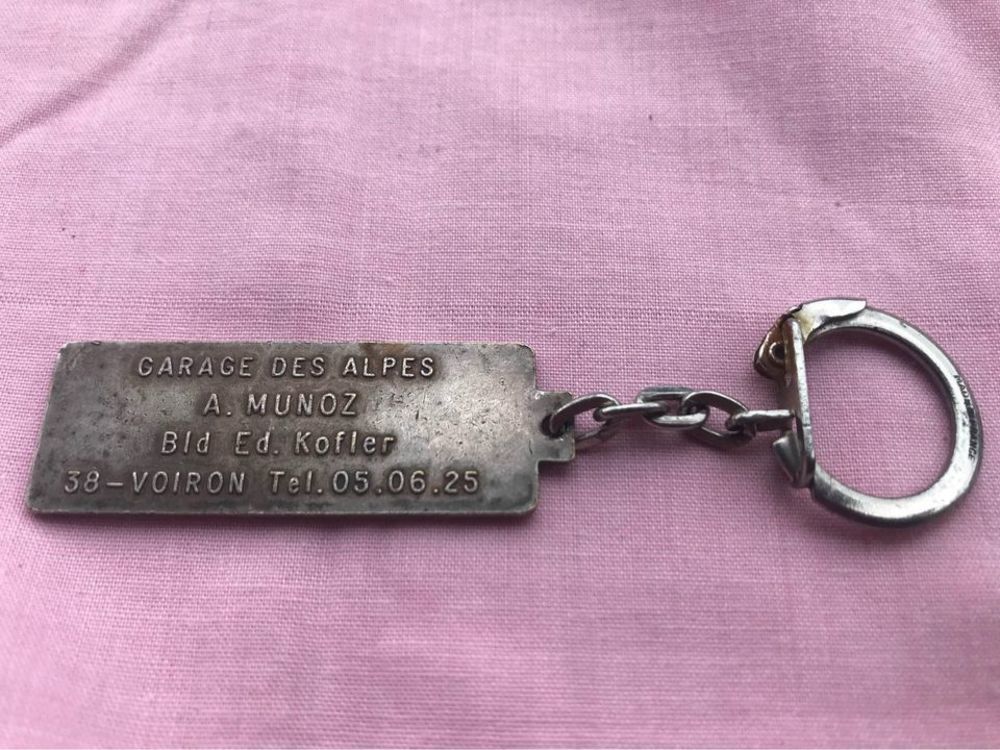 GARAGE DES ALPES
A. MUNOZ
Bld Ed. Kofler
38-VOIRON Tel. 05.06.25